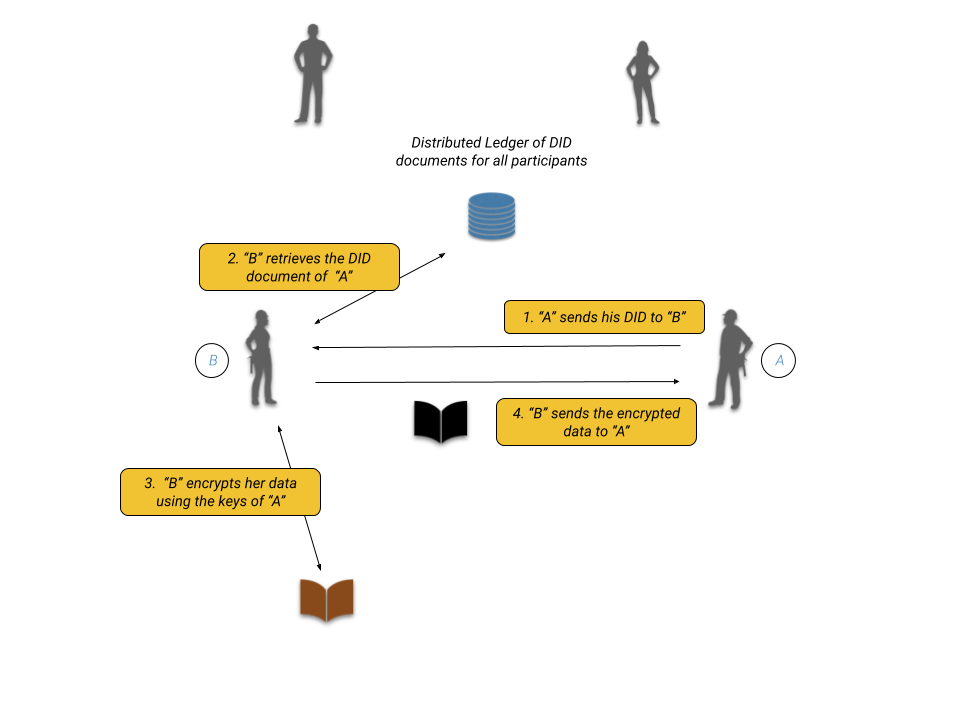 Distributed Ledger of DID
documents for all participants
2. “B” retrieves the DID
document of “A”
1. “A” sends his DID to “B”
B
A
4. “B” sends the encrypted
data to “A”
3. “B” encrypts her data
using the keys of “A”